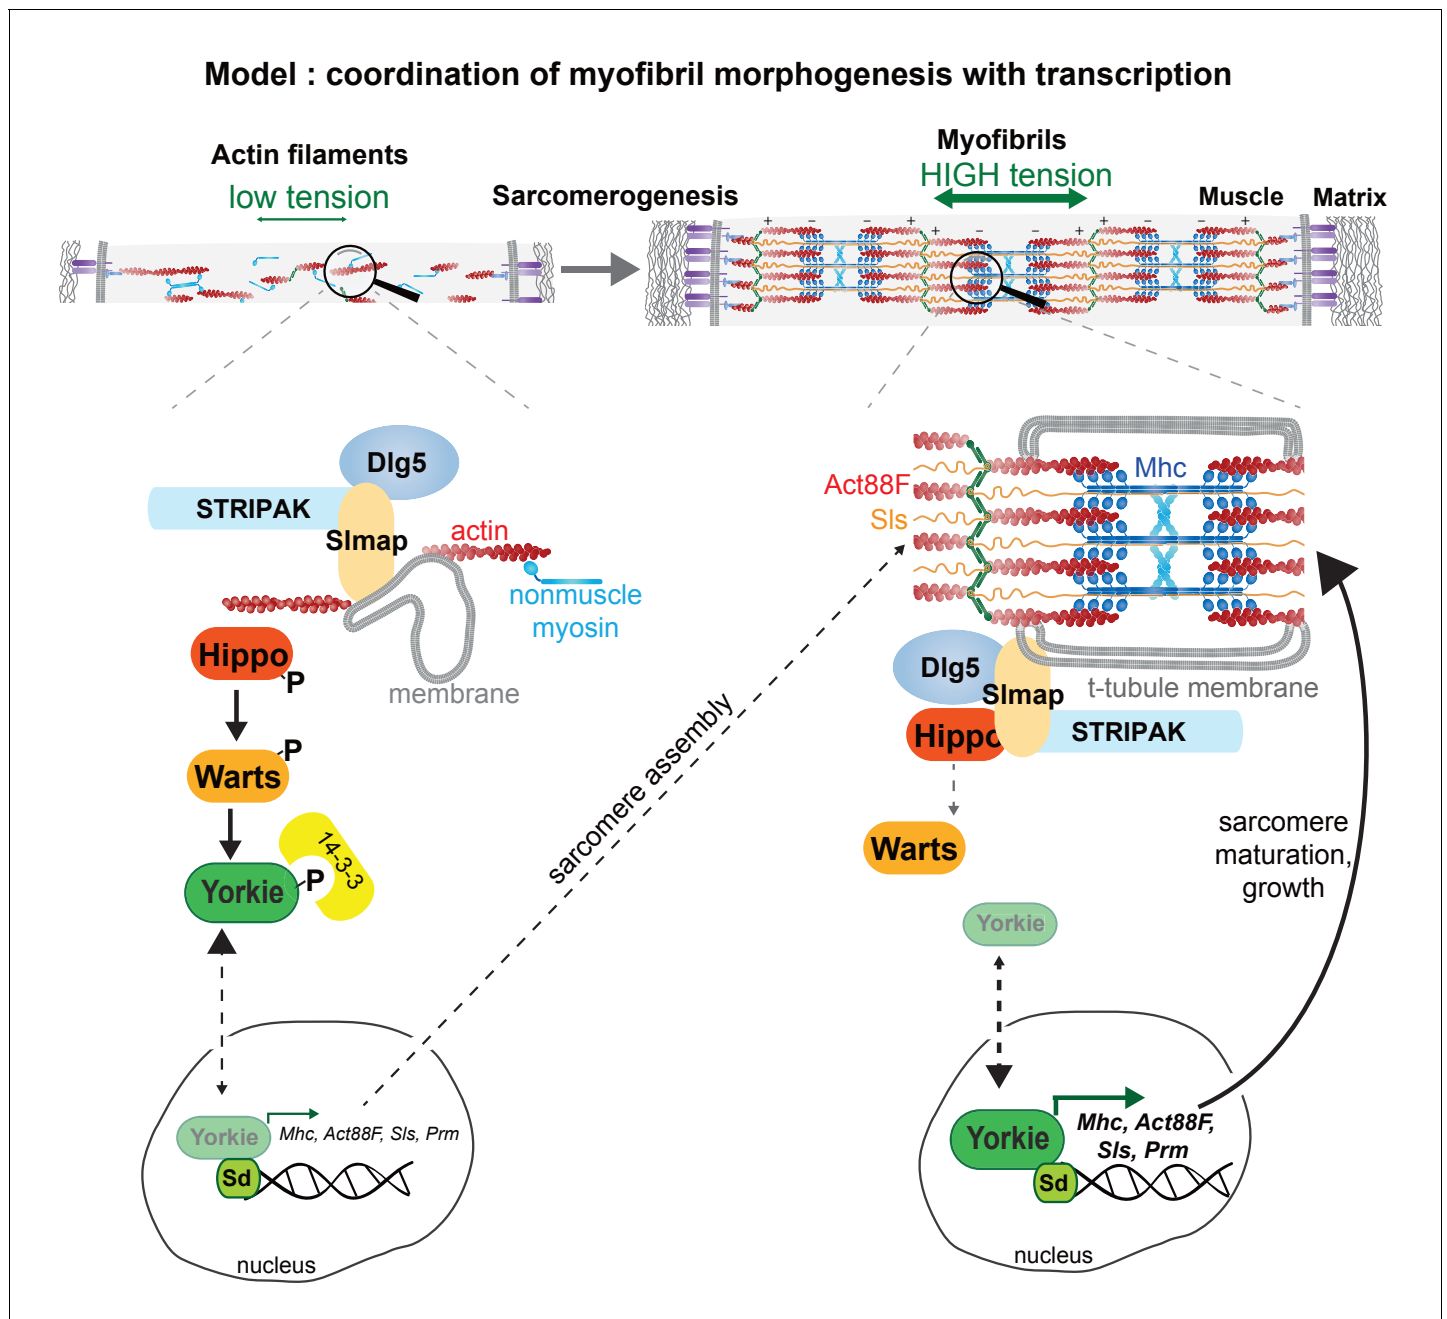 Model : coordination of myofibril morphogenesis with transcription
Actin filaments
low tension
Sarcomerogenesis
Myofibrils
HIGH tension
Muscle
Matrix
+ − − + + − − + + − − +
Dlg5
STRIPAK
Slmap
actin
nonmuscle
myosin
membrane
Hippo
P
Warts
P
Yorkie
P
14-3-3
Yorkie
Mhc, Act88F, Sls, Prm
Sd
nucleus
sarcomere assembly
Act88F
Sls
Mhc
t-tubule membrane
Dlg5
Slmap
Hippo
STRIPAK
Warts
Yorkie
sarcomere
maturation,
growth
Yorkie
Mhc, Act88F,
Sls, Prm
Sd
nucleus